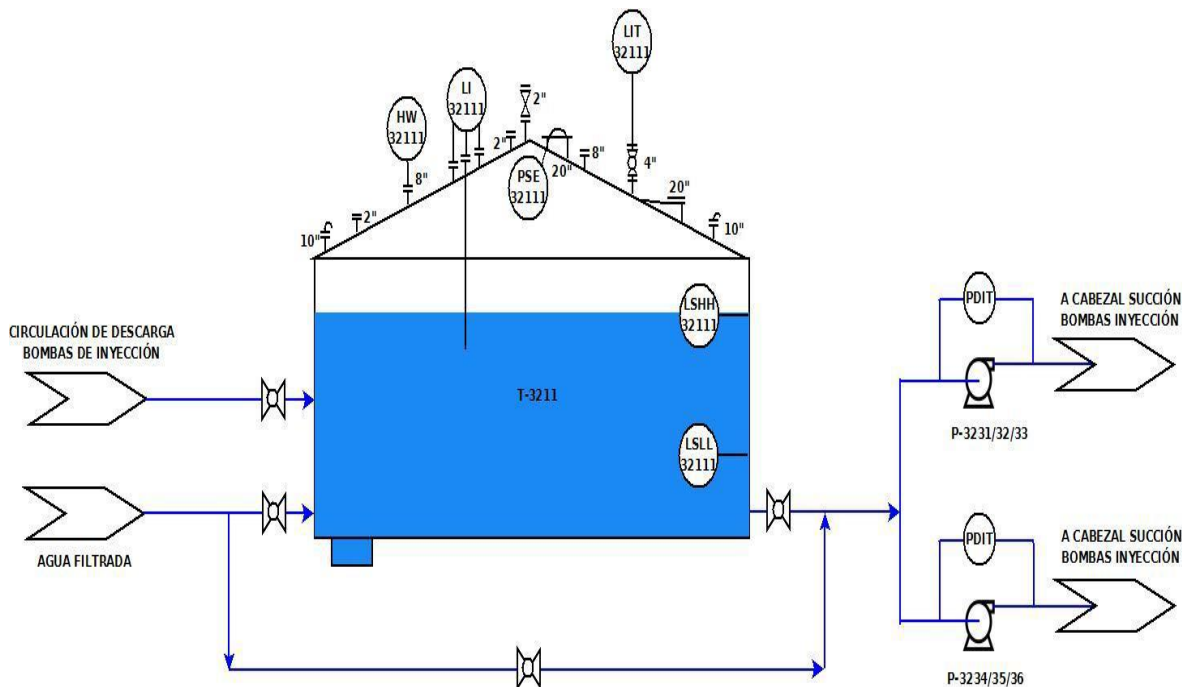 LIT
32111
LI
32111
2"
HW
32111
2"
8"
4"
8"
PSE
32111
20"
20"
2"
10"
10"
LSHH
32111
CIRCULACIÓN DE DESCARGA
BOMBAS DE INYECCIÓN
PDIT
A CABEZAL SUCCIÓN
BOMBAS INYECCIÓN
T-3211
P-3231/32/33
LSLL
32111
AGUA FILTRADA
PDIT
A CABEZAL SUCCIÓN
BOMBAS INYECCIÓN
P-3234/35/36